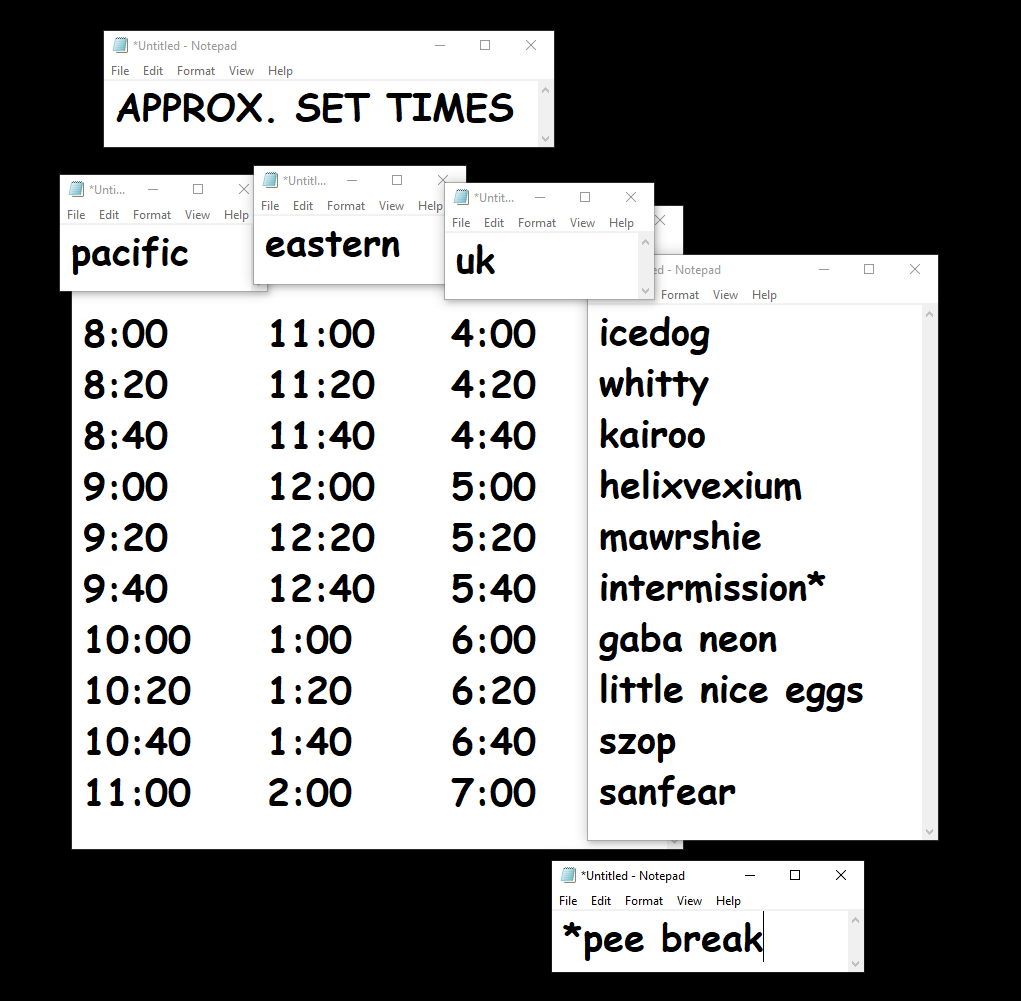 *Untitled - Notepad
File Edit Format View Help
APPROX. SET TIMES
*Unti...
File Edit Format View Help
pacific
*Untitl...
File Edit Format View Help
eastern
*Untit...
File Edit Format View Help
uk
- Notepad
Format View Help
8:00 11:00 4:00 icedog
8:20 11:20 4:20 whitty
8:40 11:40 4:40 kairoo
9:00 12:00 5:00 helixvexium
9:20 12:20 5:20 mawrshie
9:40 12:40 5:40 intermission*
10:00 1:00 6:00 gaba neon
10:20 1:20 6:20 little nice eggs
10:40 1:40 6:40 szop
11:00 2:00 7:00 sanfear
*Untitled - Notepad
File Edit Format View Help
*pee break